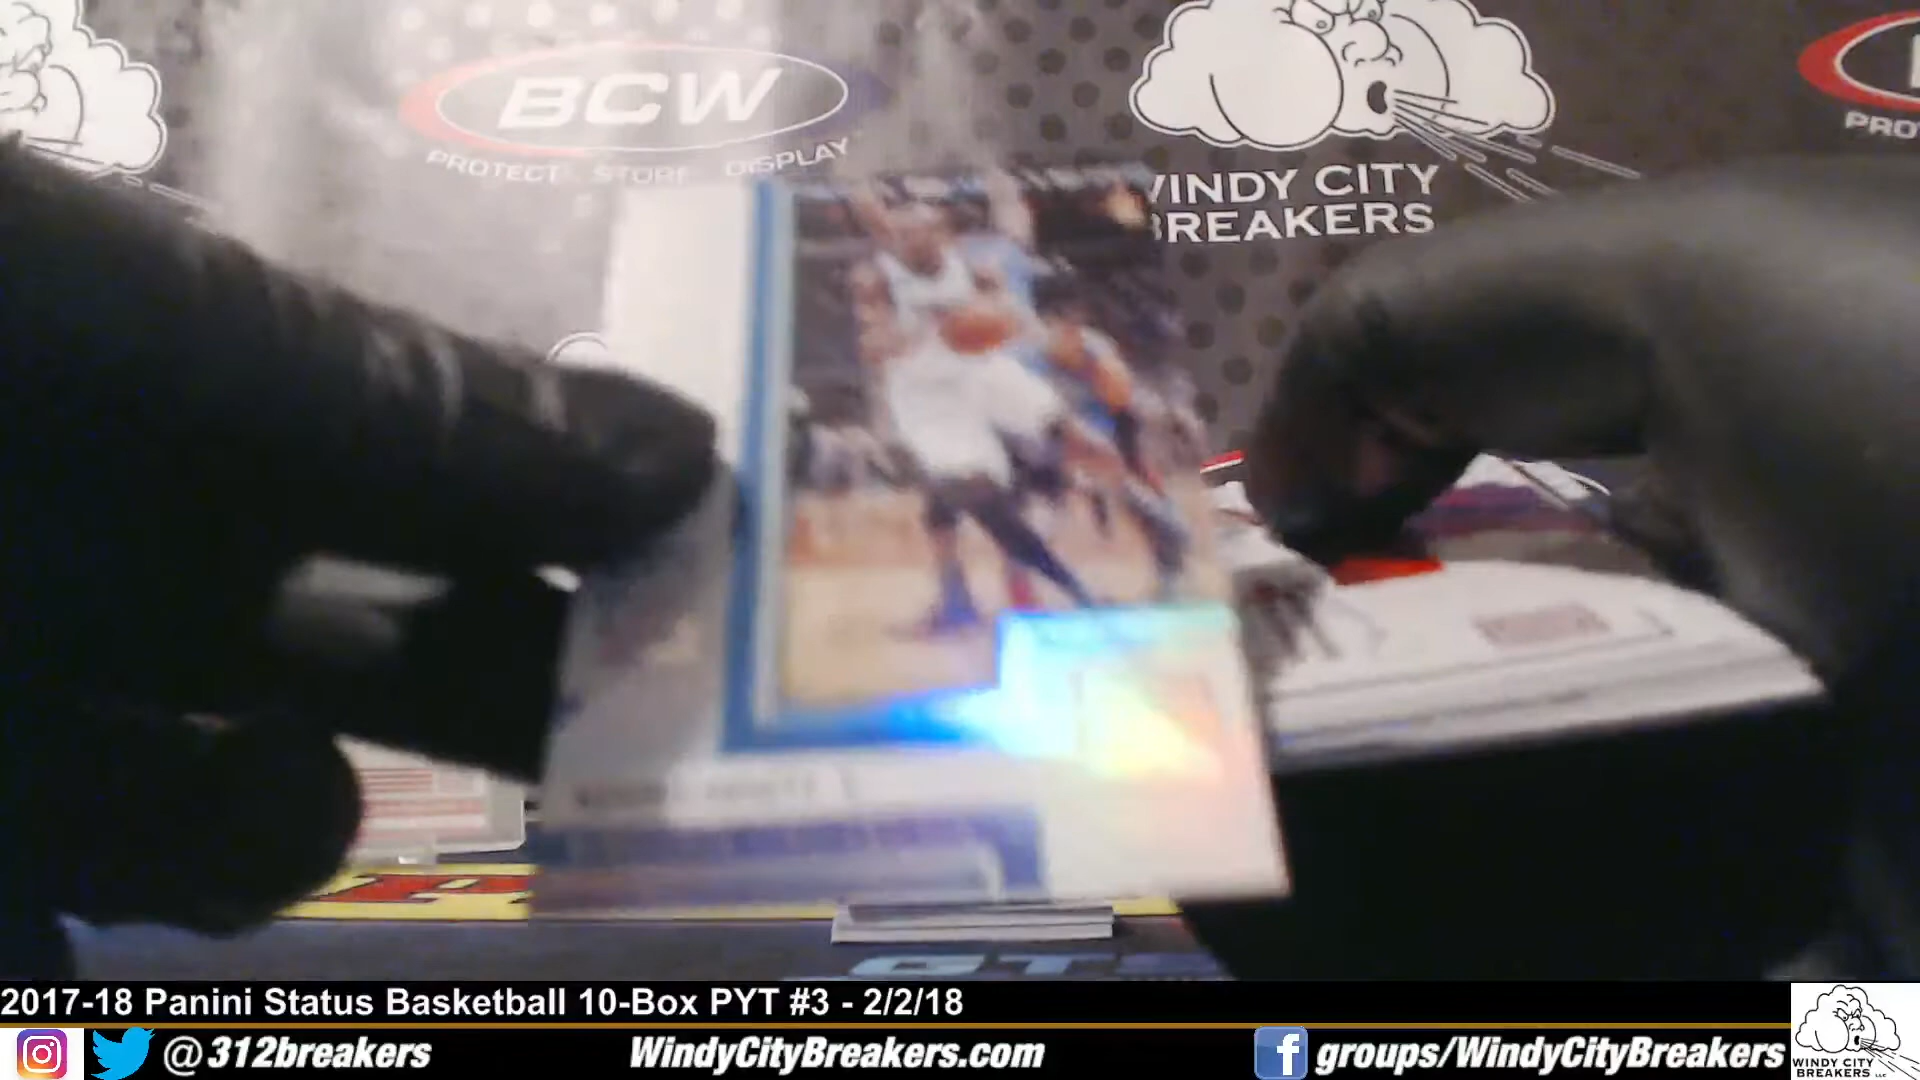 BCW
PROTECT STORE DISPLAY
WINDY CITY
BREAKERS
PRO
2017-18 Panini Status Basketball 10-Box PYT #3 - 2/2/18
@312breakers
WindyCityBreakers.com
f groups/WindyCityBreakers
WINDY CITY
BREAKERS LLC